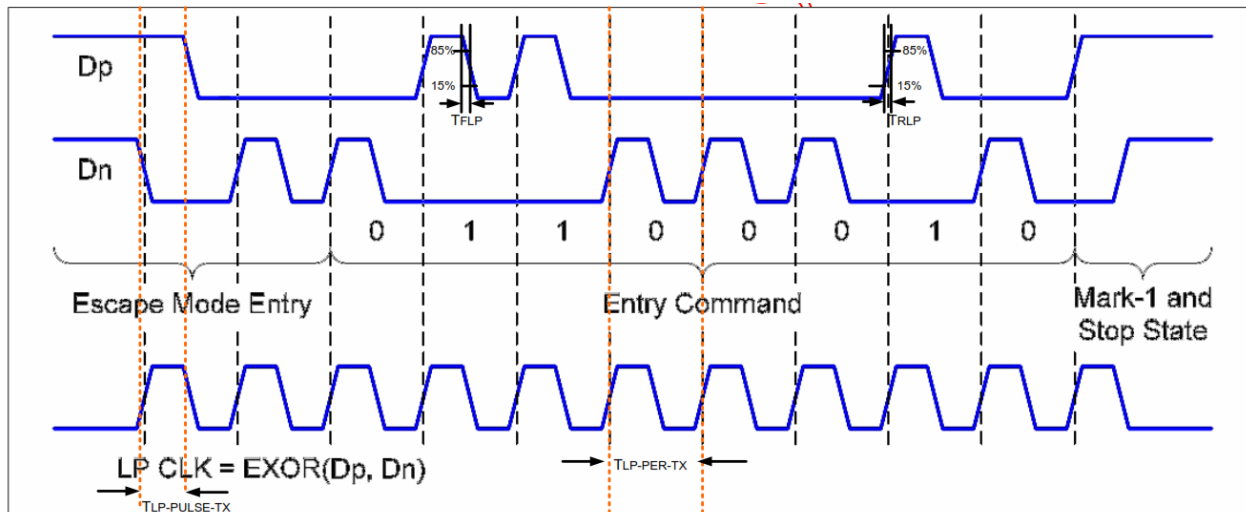 Dp
85%
15%
TFLP
85%
15%
TRLP
Dn
0 1 1 0 0 0 1 0
Escape Mode Entry
Entry Command
Mark-1 and
Stop State
LP CLK = EXOR(Dp, Dn)
TLP-PER-TX
TLP-PULSE-TX